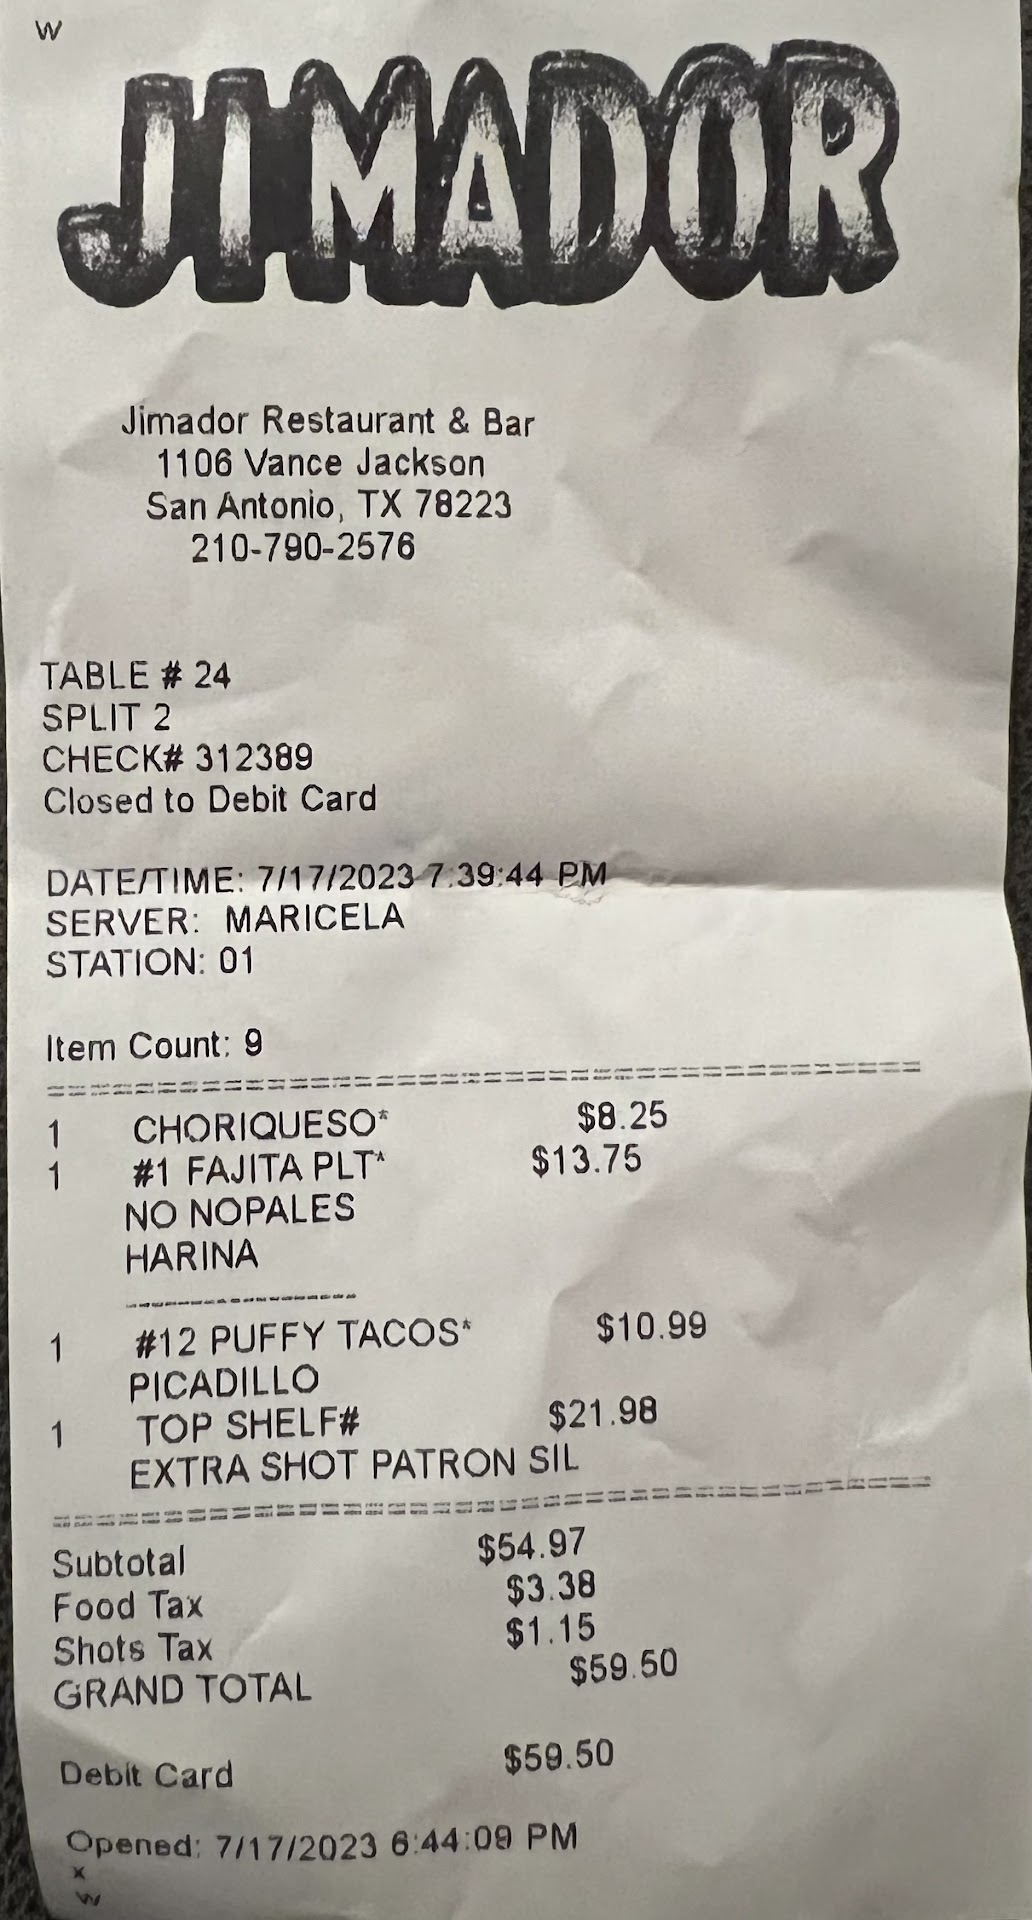 W
JIMADOR
Jimador Restaurant & Bar
1106 Vance Jackson
San Antonio, TX 78223
210-790-2576
TABLE # 24
SPLIT 2
CHECK# 312389
Closed to Debit Card
DATE/TIME: 7/17/2023 7:39:44 PM
SERVER: MARICELA
STATION: 01
Item Count: 9
1 CHORIQUESO* $8.25
1 #1 FAJITA PLT* $13.75
NO NOPALES
HARINA
1 #12 PUFFY TACOS* $10.99
PICADILLO
1 TOP SHELF# $21.98
EXTRA SHOT PATRON SIL
Subtotal $54.97
Food Tax $3.38
Shots Tax $1.15
GRAND TOTAL $59.50
Debit Card $59.50
Opened: 7/17/2023 6:44:09 PM
x
W